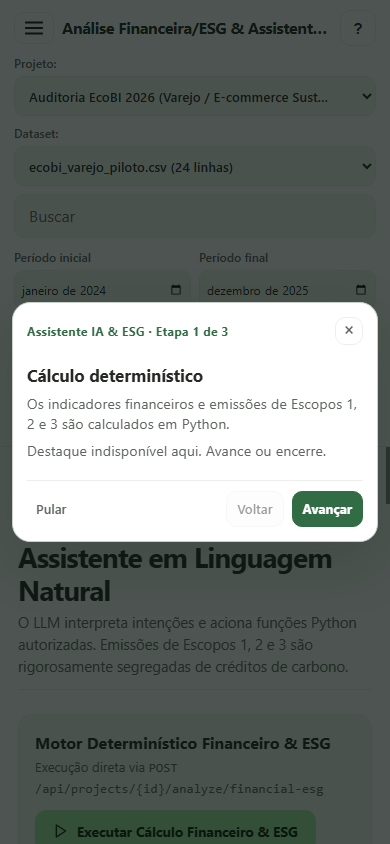 Análise Financeira/ESG & Assistent...
?
Projeto:
Auditoria EcoBI 2026 (Varejo / E-commerce Sust...
Dataset:
ecobi_varejo_piloto.csv (24 linhas)
Buscar
Período inicial
Período final
janeiro de 2024
dezembro de 2025
Assistente IA & ESG · Etapa 1 de 3
×
Cálculo determinístico
Os indicadores financeiros e emissões de Escopos 1,
2 e 3 são calculados em Python.
Destaque indisponível aqui. Avance ou encerre.
Pular
Voltar
Avançar
Assistente em Linguagem
Natural
O LLM interpreta intenções e aciona funções Python
autorizadas. Emissões de Escopos 1, 2 e 3 são
rigorosamente segregadas de créditos de carbono.
Motor Determinístico Financeiro & ESG
Execução direta via POST
/api/projects/{id}/analyze/financial-esg
Executar Cálculo Financeiro & ESG